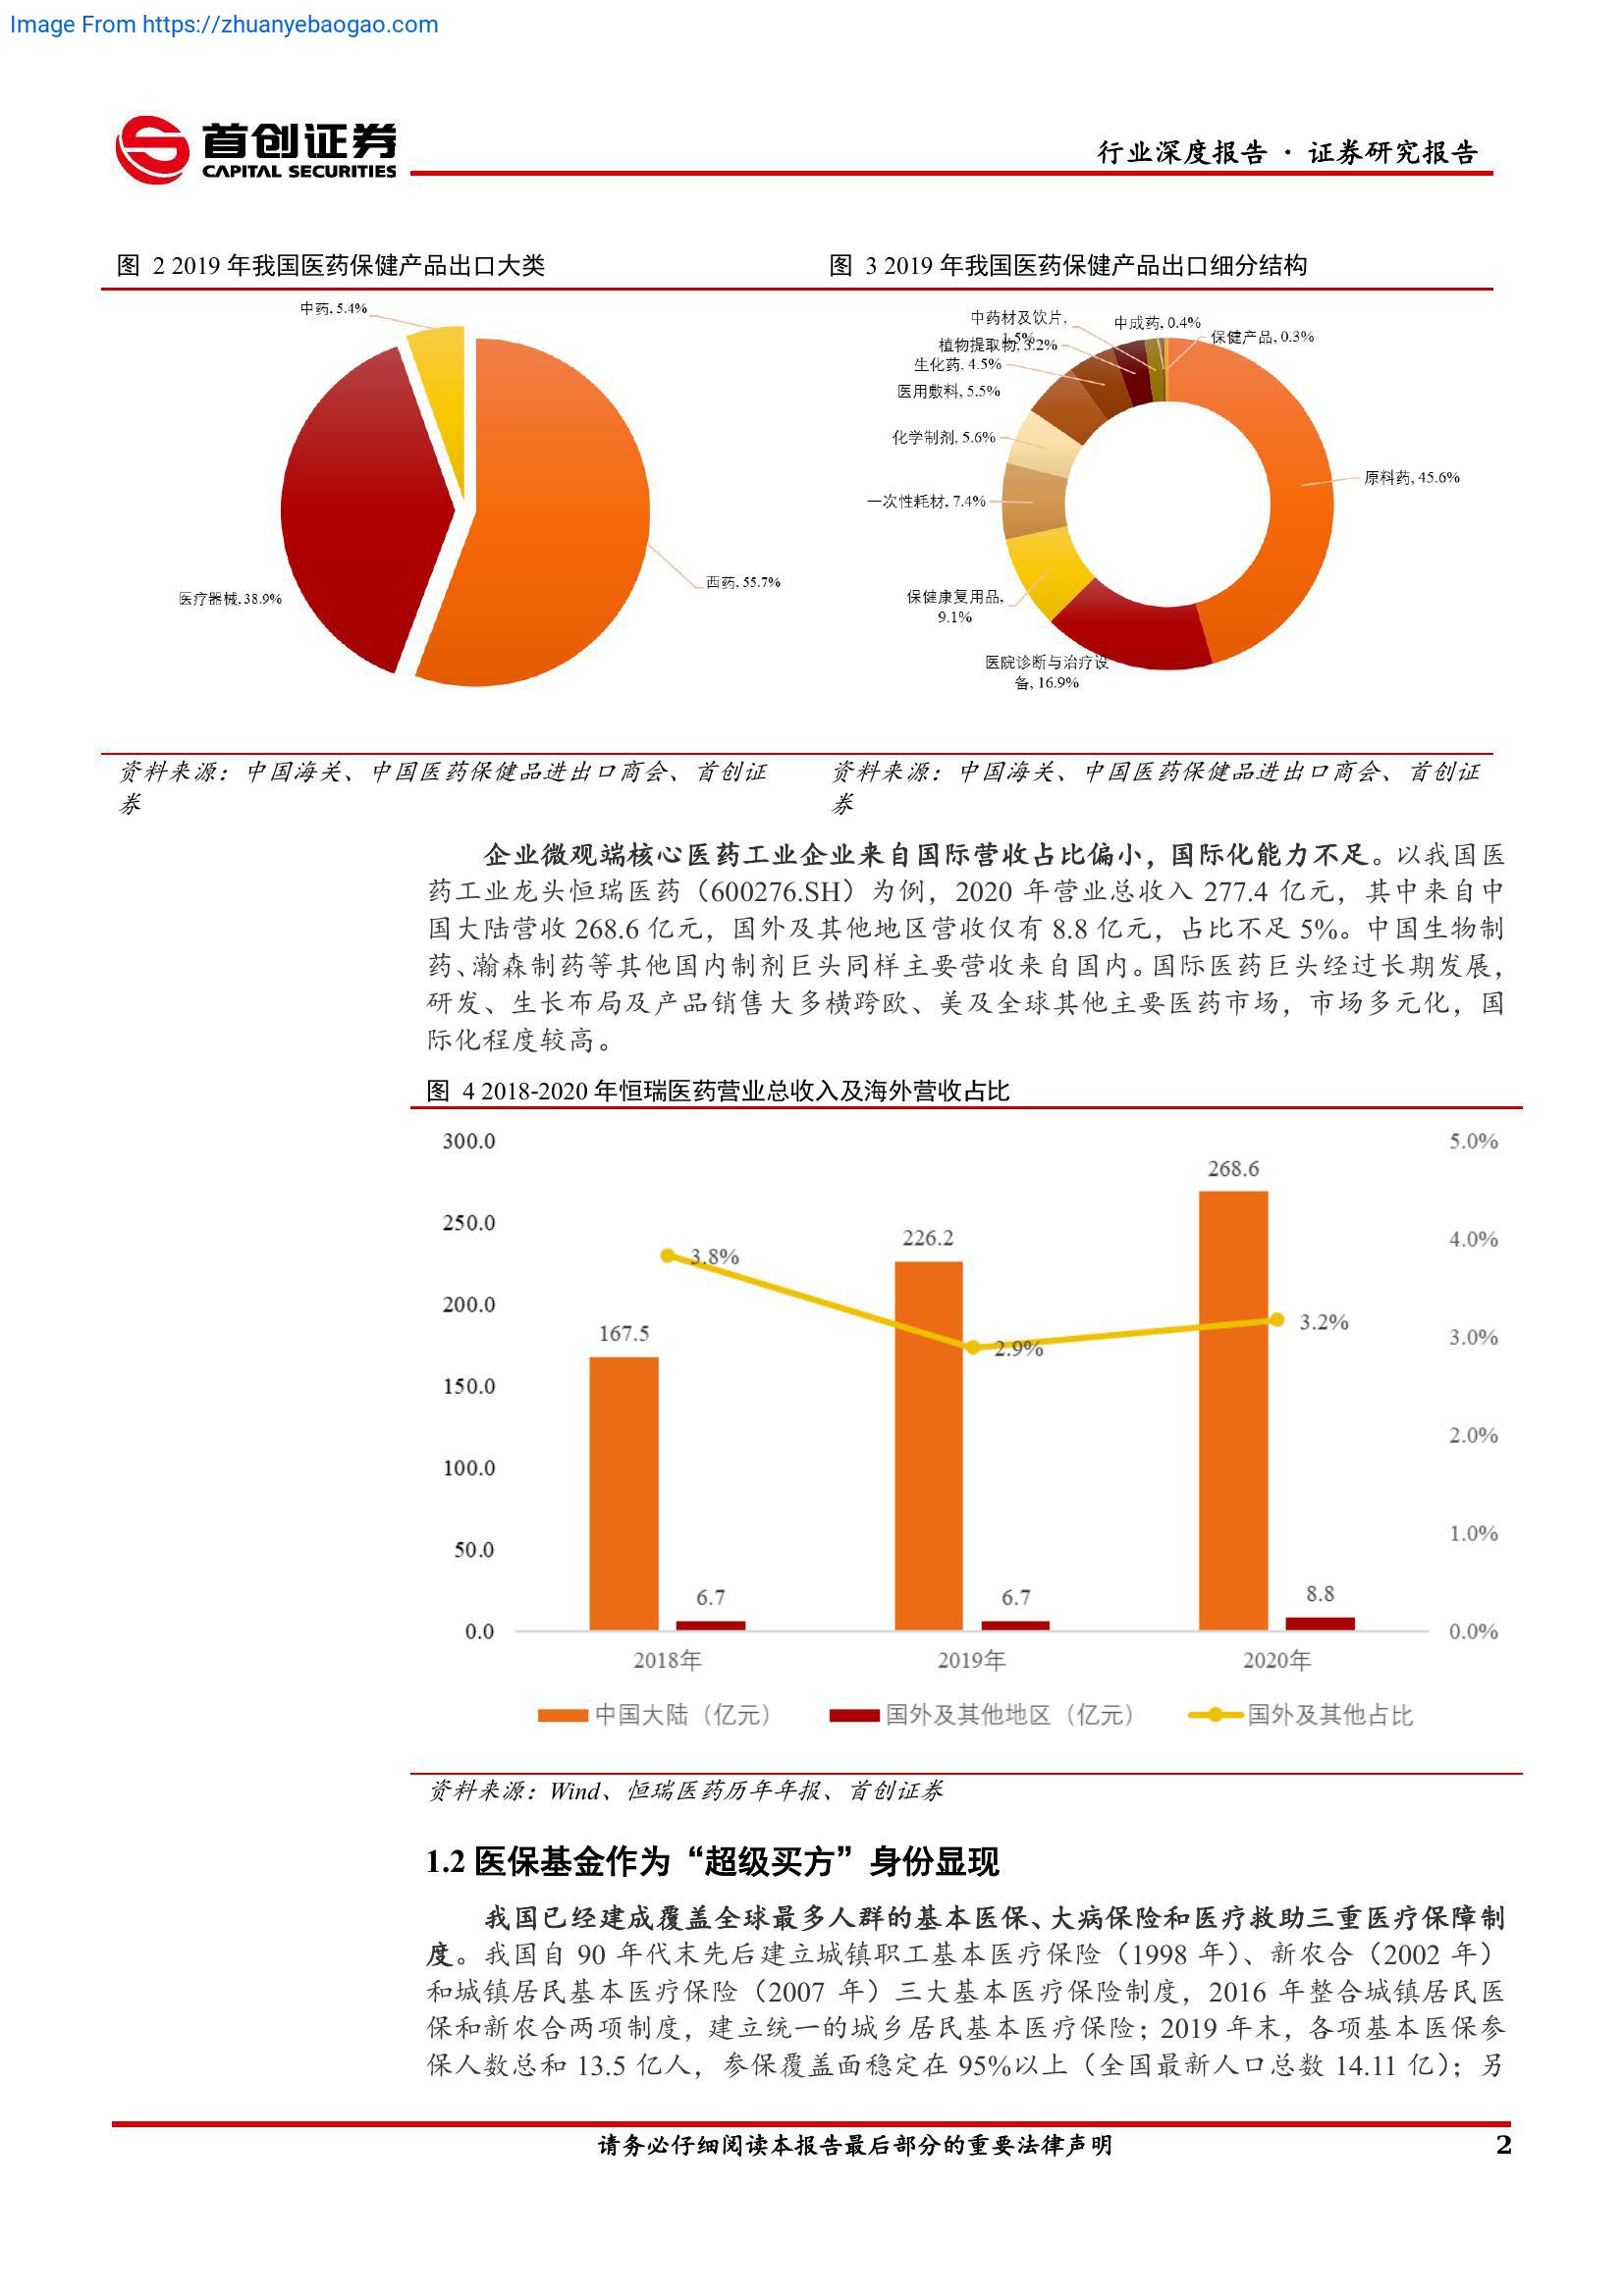 Image From https://zhuanyebaogao.com
首创证券
CAPITAL SECURITIES
行业深度报告 · 证券研究报告
图 2 2019 年我国医药保健产品出口大类
中药, 5.4%
西药, 55.7%
医疗器械, 38.9%
资料来源：中国海关、中国医药保健品进出口商会、首创证
券
图 3 2019 年我国医药保健产品出口细分结构
中药材及饮片,
1.5%
中成药, 0.4%
保健产品, 0.3%
植物提取物, 3.2%
生化药, 4.5%
医用敷料, 5.5%
化学制剂, 5.6%
原料药, 45.6%
一次性耗材, 7.4%
保健康复用品,
9.1%
医院诊断与治疗设
备, 16.9%
资料来源：中国海关、中国医药保健品进出口商会、首创证
券
企业微观端核心医药工业企业来自国际营收占比偏小，国际化能力不足。以我国医
药工业龙头恒瑞医药（600276.SH）为例，2020 年营业总收入 277.4 亿元，其中来自中
国大陆营收 268.6 亿元，国外及其他地区营收仅有 8.8 亿元，占比不足 5%。中国生物制
药、瀚森制药等其他国内制剂巨头同样主要营收来自国内。国际医药巨头经过长期发展，
研发、生长布局及产品销售大多横跨欧、美及全球其他主要医药市场，市场多元化，国
际化程度较高。
图 4 2018-2020 年恒瑞医药营业总收入及海外营收占比
300.0
250.0
200.0
150.0
100.0
50.0
0.0
5.0%
4.0%
3.0%
2.0%
1.0%
0.0%
167.5
226.2
268.6
3.8%
2.9%
3.2%
6.7
6.7
8.8
2018年
2019年
2020年
中国大陆（亿元）
国外及其他地区（亿元）
国外及其他占比
资料来源：Wind、恒瑞医药历年年报、首创证券
1.2 医保基金作为“超级买方”身份显现
我国已经建成覆盖全球最多人群的基本医保、大病保险和医疗救助三重医疗保障制
度。我国自 90 年代末先后建立城镇职工基本医疗保险（1998 年）、新农合（2002 年）
和城镇居民基本医疗保险（2007 年）三大基本医疗保险制度，2016 年整合城镇居民医
保和新农合两项制度，建立统一的城乡居民基本医疗保险；2019 年末，各项基本医保参
保人数总和 13.5 亿人，参保覆盖面稳定在 95%以上（全国最新人口总数 14.11 亿）；另
请务必仔细阅读本报告最后部分的重要法律声明
2